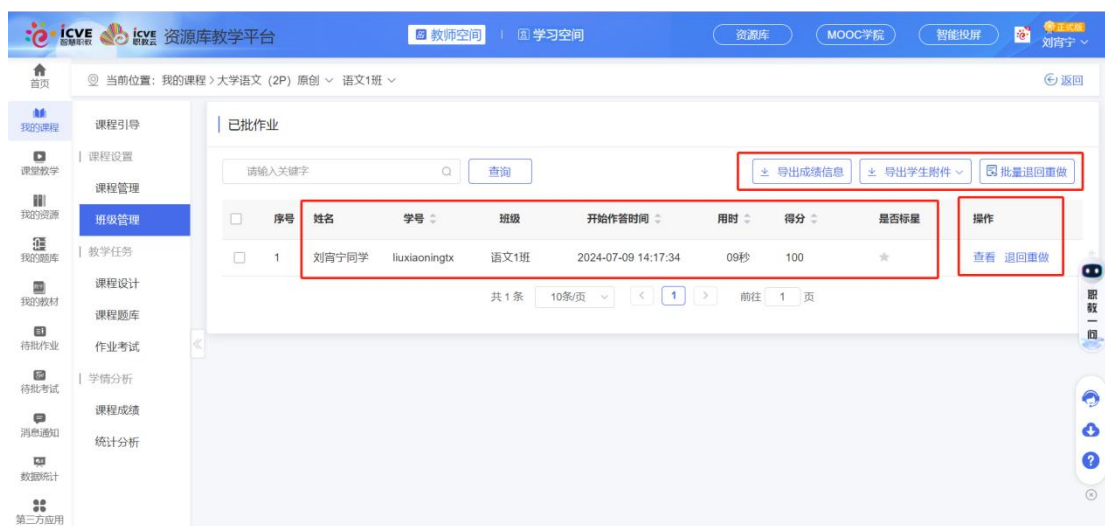 icve 智慧职教 icve 职教云 资源库教学平台 教师空间 学习空间 资源库 MOOC学院 智能投屏 正式版 刘宵宁
首页
当前位置：我的课程 > 大学语文（2P）原创 语文1班
返回
我的课程
课堂教学
我的资源
我的题库
我的教材
待批作业
待批考试
消息通知
数据统计
第三方应用
课程引导
课程设置
课程管理
班级管理
教学任务
课程设计
课程题库
作业考试
学情分析
课程成绩
统计分析
已批作业
请输入关键字 查询 导出成绩信息 导出学生附件 批量退回重做
序号 姓名 学号 班级 开始作答时间 用时 得分 是否标星 操作
1 刘宵宁同学 liuxiaoningtx 语文1班 2024-07-09 14:17:34 09秒 100 查看 退回重做
共 1 条 10条/页 < 1 > 前往 1 页
职教一问